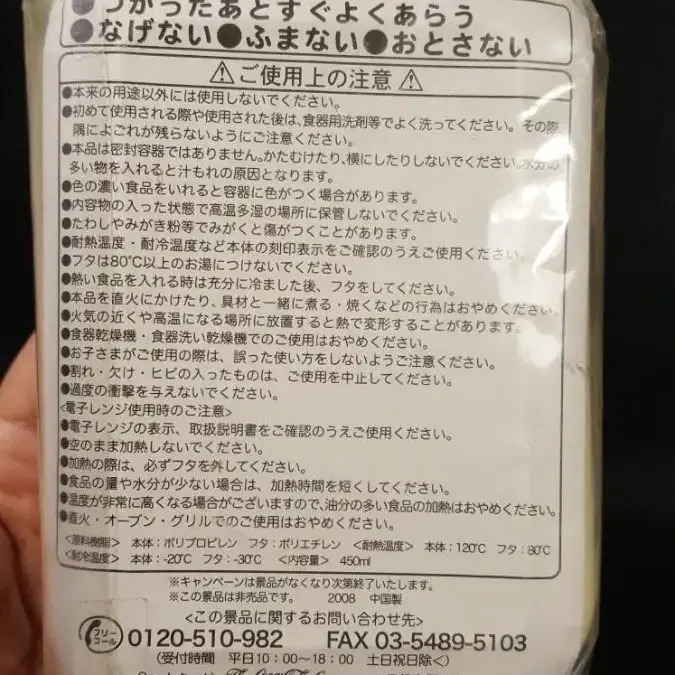 つかったあとすぐよくあらう
●なげない●ふまない●おとさない
⚠ご使用上の注意⚠
●本来の用途以外には使用しないでください。
●初めて使用される際や使用された後は、食器用洗剤等でよく洗ってください。その際、
隅によごれが残らないようにご注意ください。
●本品は密封容器ではありません。かたむけたり、横にしたりしないでください。水分の
多い物を入れると汁もれの原因となります。
●色の濃い食品をいれると容器に色がつく場合があります。
●内容物の入った状態で高温多湿の場所に保管しないでください。
●たわしやみがき粉等でみがくと傷がつくことがあります。
●耐熱温度・耐冷温度など本体の刻印表示をご確認のうえご使用ください。
●フタは80℃以上のお湯につけないでください。
●熱い食品を入れる時は充分に冷ました後、フタをしてください。
●本品を直火にかけたり、具材と一緒に煮る・焼くなどの行為はおやめください。
●火気の近くや高温になる場所に放置すると熱で変形することがあります。
●食器乾燥機・食器洗い乾燥機でのご使用はおやめください。
●お子さまがご使用の際は、誤った使い方をしないようご注意ください。
●割れ・欠け・ヒビの入ったものは、ご使用を中止してください。
●過度の衝撃を与えないでください。
<電子レンジ使用時のご注意>
●電子レンジの表示、取扱説明書をご確認のうえご使用ください。
●空のまま加熱しないでください。
●加熱の際は、必ずフタを外してください。
●食品の量や水分が少ない場合は、加熱時間を短くしてください。
●温度が非常に高くなる場合がございますので、油分の多い食品の加熱はおやめください。
●直火・オーブン・グリルでのご使用はおやめください。
<原料樹脂> 本体：ポリプロピレン フタ：ポリエチレン <耐熱温度> 本体：120℃ フタ：80℃
<耐冷温度> 本体：-20℃ フタ：-30℃ <内容量> 450ml
※キャンペーンは景品がなくなり次第終了いたします。
※この景品は非売品です。 2008 中国製
<この景品に関するお問い合わせ先>
フリーコール 0120-510-982 FAX 03-5489-5103
(受付時間 平日10：00〜18：00 土日祝日除く)